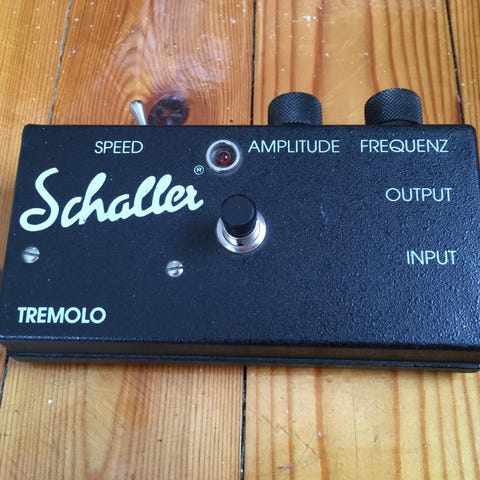 SPEED
AMPLITUDE
FREQUENZ
Schaller®
OUTPUT
INPUT
TREMOLO